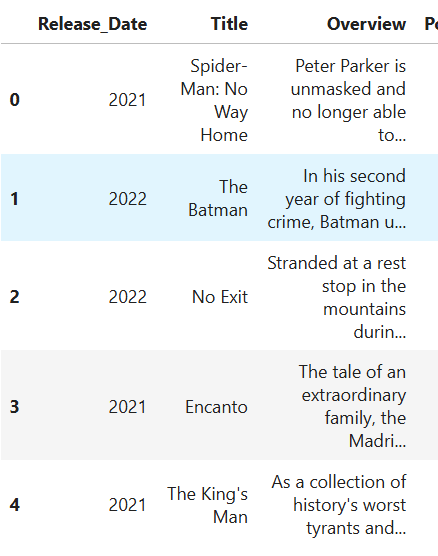 Release_Date Title Overview Po
0 2021 Spider-
Man: No
Way
Home Peter Parker is
unmasked and
no longer able
to...
1 2022 The
Batman In his second
year of fighting
crime, Batman u...
2 2022 No Exit Stranded at a rest
stop in the
mountains
durin...
3 2021 Encanto The tale of an
extraordinary
family, the
Madri...
4 2021 The King's
Man As a collection of
history's worst
tyrants and...